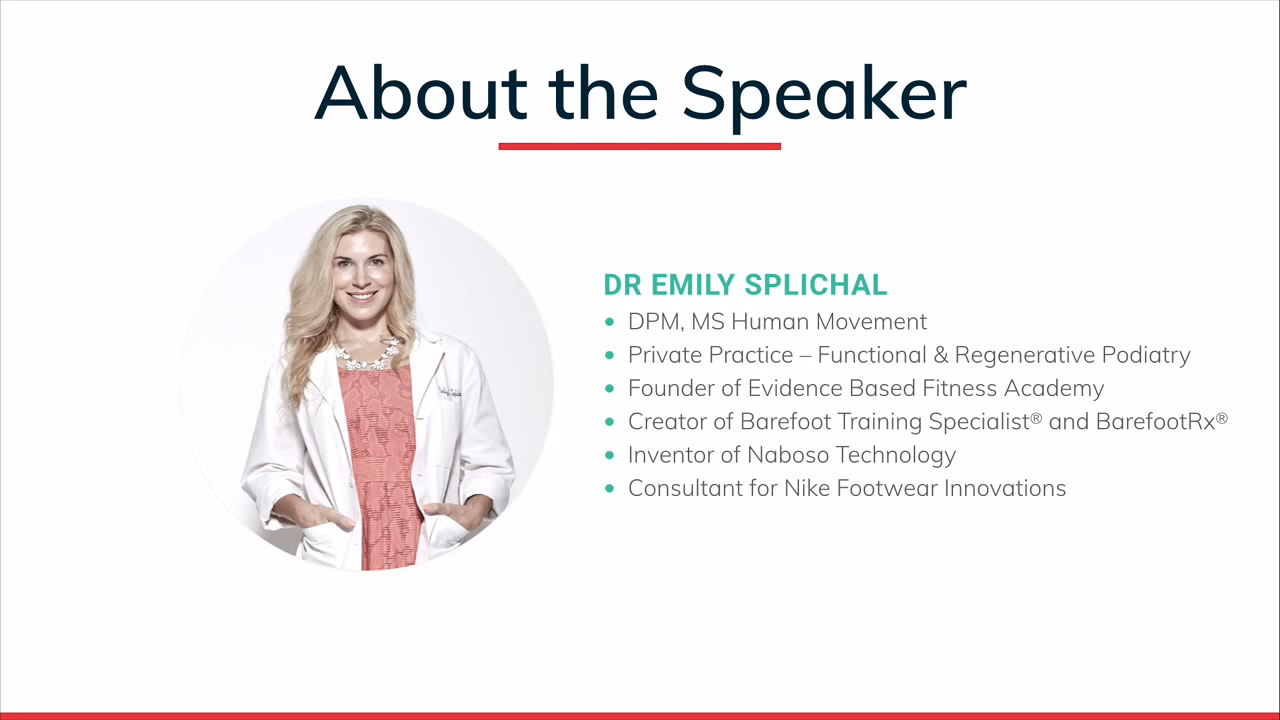 About the Speaker
DR EMILY SPLICHAL
• DPM, MS Human Movement
• Private Practice – Functional & Regenerative Podiatry
• Founder of Evidence Based Fitness Academy
• Creator of Barefoot Training Specialist® and BarefootRx®
• Inventor of Naboso Technology
• Consultant for Nike Footwear Innovations